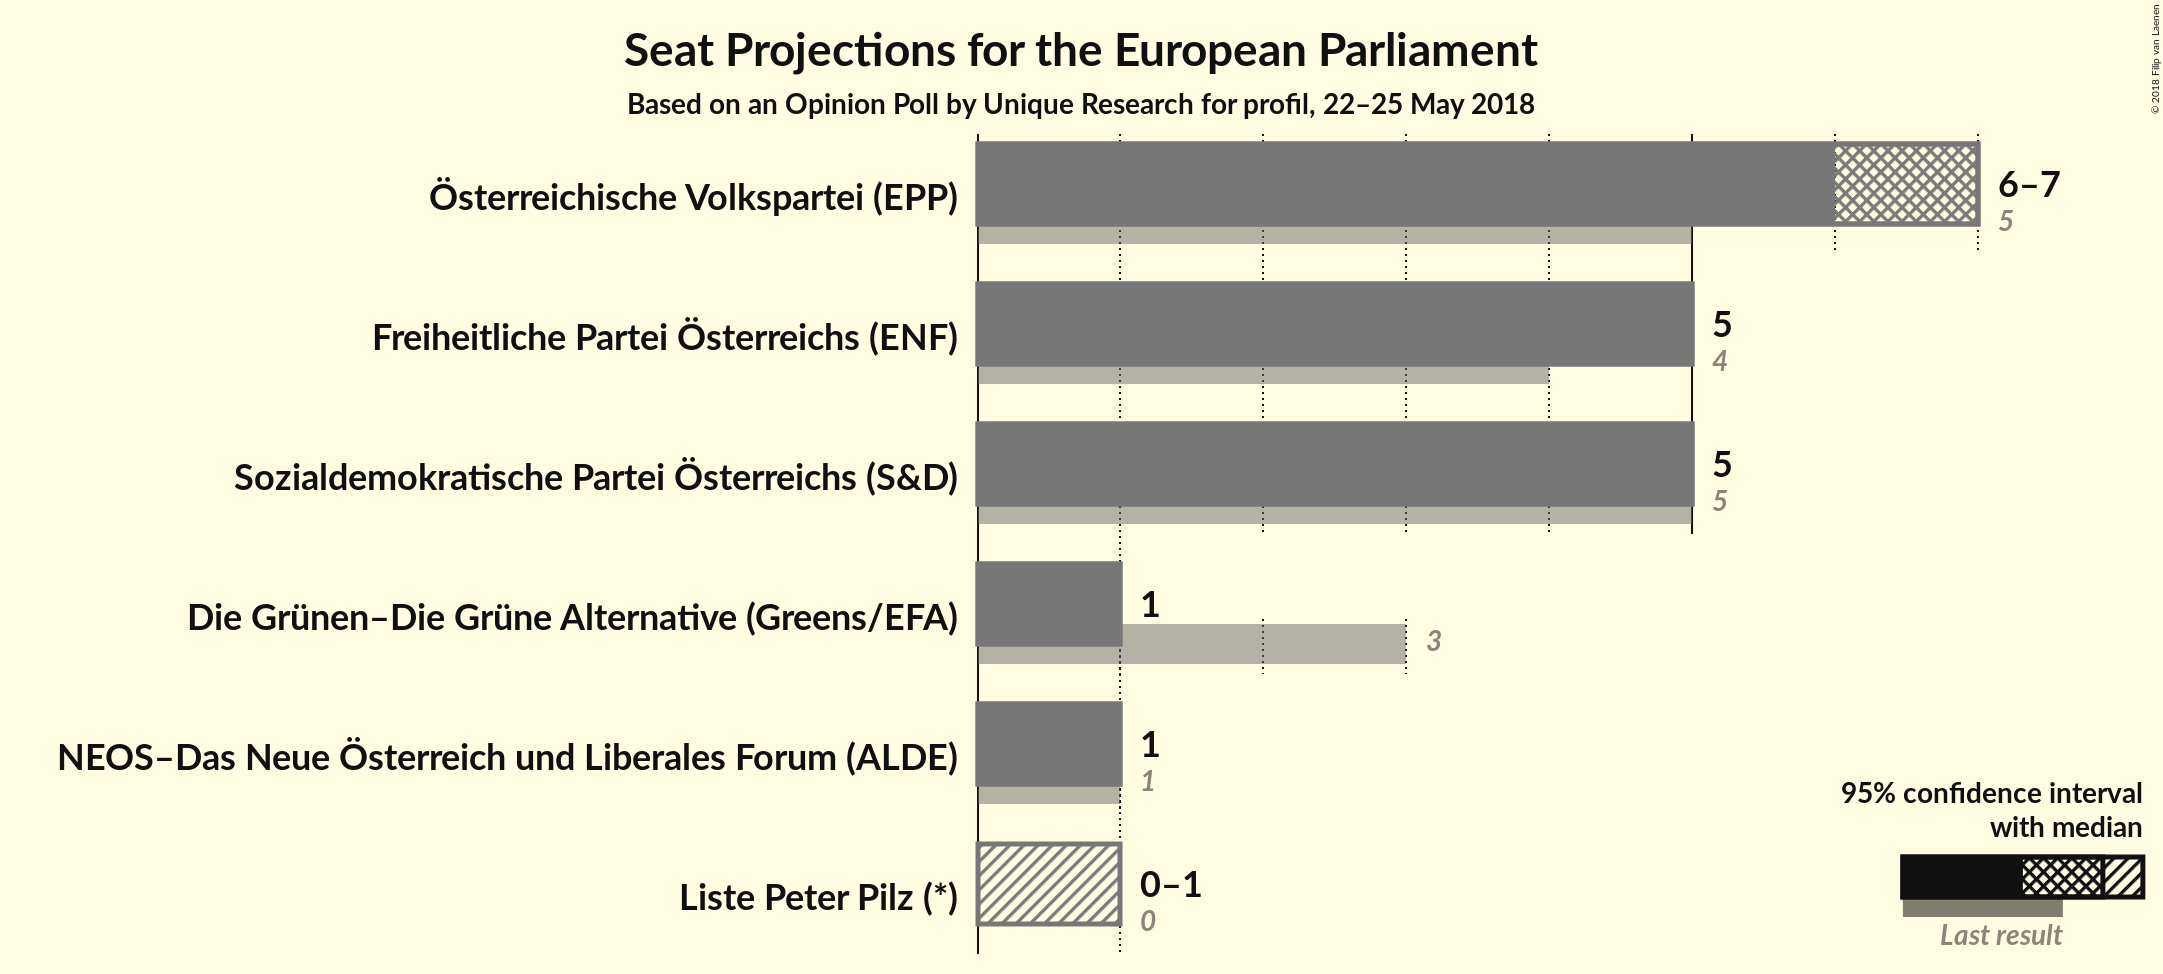 Seat Projections for the European Parliament
Based on an Opinion Poll by Unique Research for profil, 22–25 May 2018
© 2018 Filip van Laenen
Österreichische Volkspartei (EPP)
6–7
5
Freiheitliche Partei Österreichs (ENF)
5
4
Sozialdemokratische Partei Österreichs (S&D)
5
5
Die Grünen–Die Grüne Alternative (Greens/EFA)
1
3
NEOS–Das Neue Österreich und Liberales Forum (ALDE)
1
1
Liste Peter Pilz (*)
0–1
0
95% confidence interval
with median
Last result